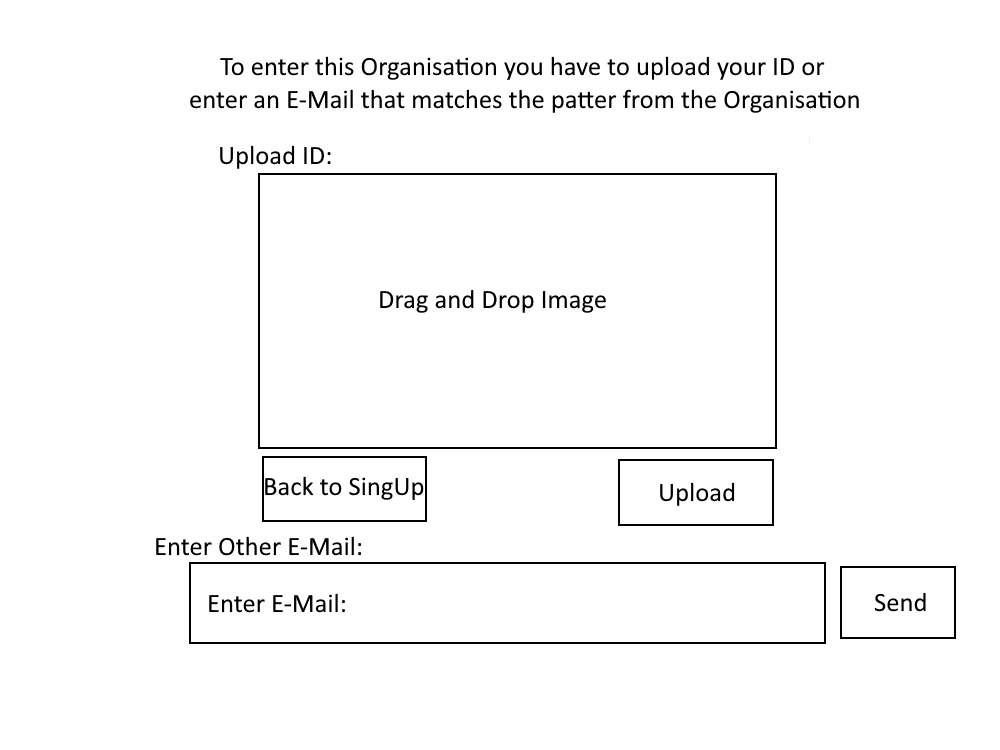 To enter this Organisation you have to upload your ID or
enter an E-Mail that matches the patter from the Organisation
Upload ID:
Drag and Drop Image
Back to SingUp
Upload
Enter Other E-Mail:
Enter E-Mail:
Send